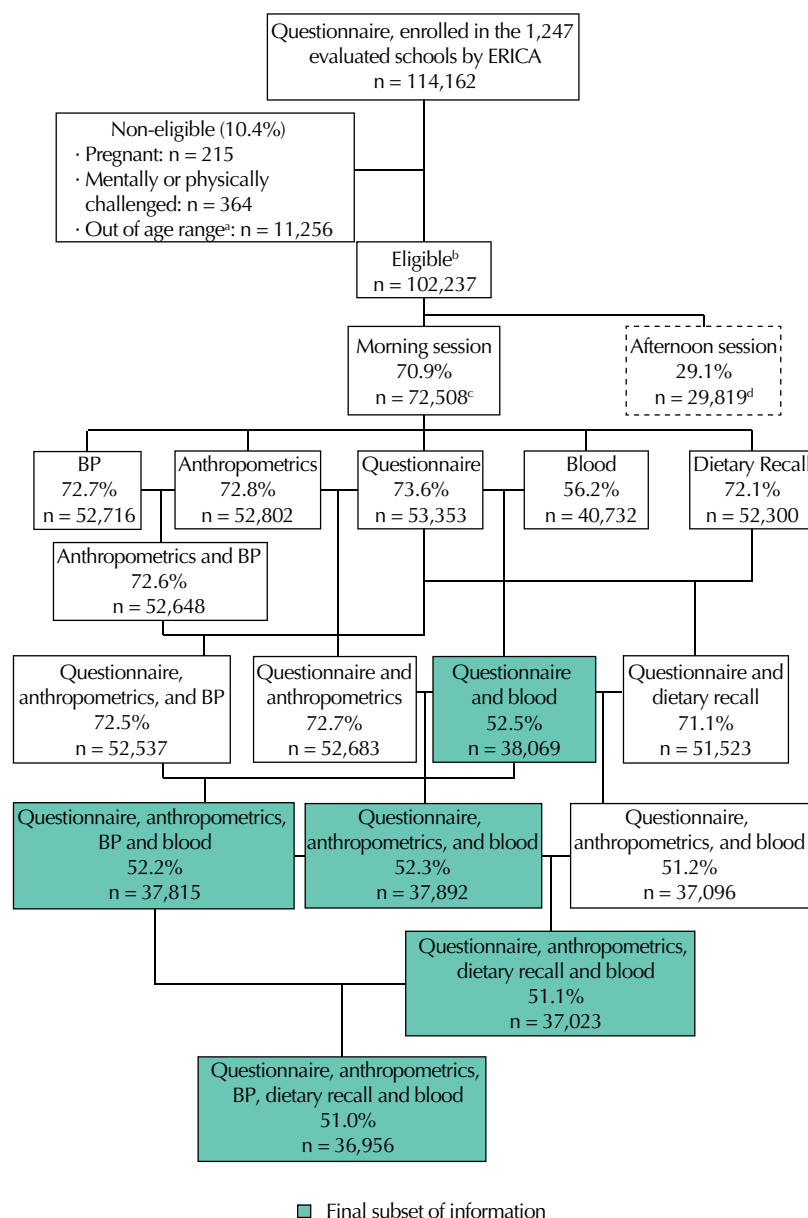 Questionnaire, enrolled in the 1,247
evaluated schools by ERICA
n = 114,162
Non-eligible (10.4%)
· Pregnant: n = 215
· Mentally or physically
challenged: n = 364
· Out of age rangeᵃ: n = 11,256
Eligibleᵇ
n = 102,237
Morning session
70.9%
n = 72,508ᶜ
Afternoon session
29.1%
n = 29,819ᵈ
BP
72.7%
n = 52,716
Anthropometrics
72.8%
n = 52,802
Questionnaire
73.6%
n = 53,353
Blood
56.2%
n = 40,732
Dietary Recall
72.1%
n = 52,300
Anthropometrics and BP
72.6%
n = 52,648
Questionnaire,
anthropometrics, and BP
72.5%
n = 52,537
Questionnaire and
anthropometrics
72.7%
n = 52,683
Questionnaire
and blood
52.5%
n = 38,069
Questionnaire and
dietary recall
71.1%
n = 51,523
Questionnaire, anthropometrics,
BP and blood
52.2%
n = 37,815
Questionnaire,
anthropometrics, and blood
52.3%
n = 37,892
Questionnaire,
anthropometrics, and blood
51.2%
n = 37,096
Questionnaire, anthropometrics,
dietary recall and blood
51.1%
n = 37,023
Questionnaire, anthropometrics,
BP, dietary recall and blood
51.0%
n = 36,956
Final subset of information